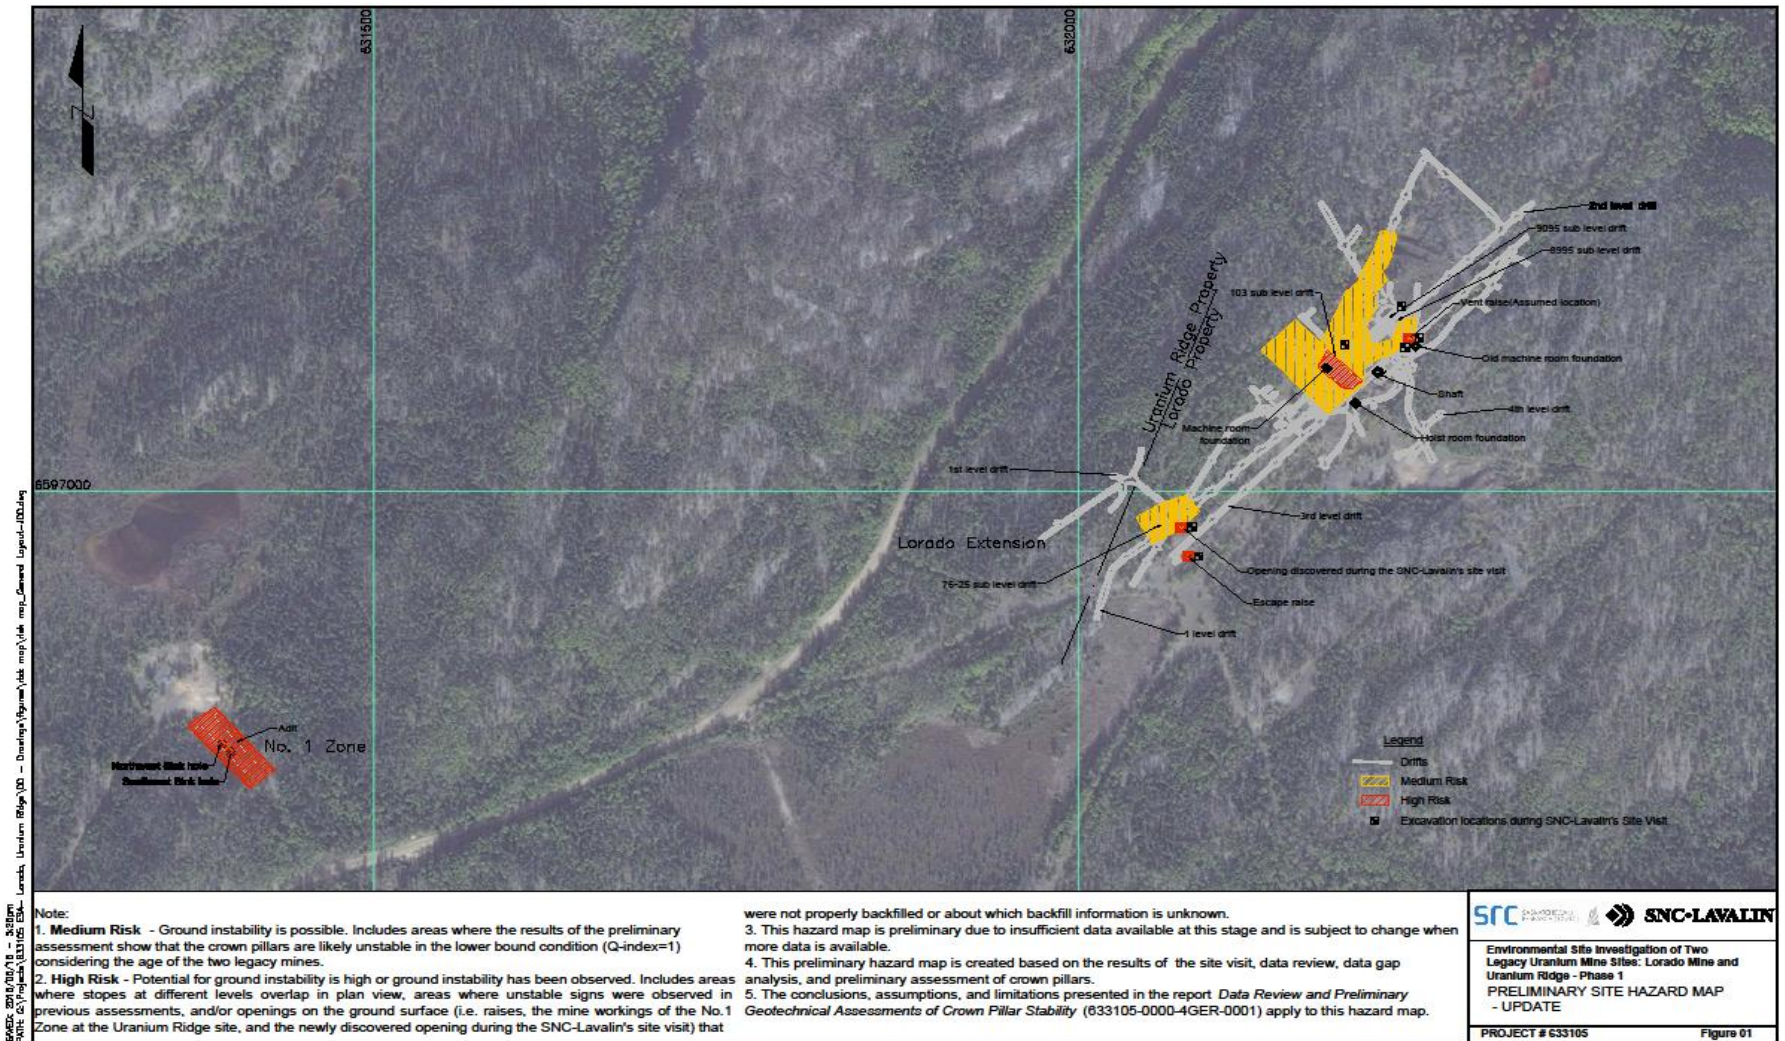 631500
632000
Z
2nd level drift
9095 sub level drift
8995 sub level drift
Uranium Ridge Property
Lorado Property
103 sub level drift
Vent raise(Assumed location)
Old machine room foundation
Shaft
4th level drift
Machine room
foundation
Hoist room foundation
1st level drift
6597000
3rd level drift
Lorado Extension
76-25 sub level drift
Opening discovered during the SNC-Lavalin's site visit
Escape raise
1 level drift
Adit
No. 1 Zone
Northwest Sink hole
Southeast Sink hole
Legend
Drifts
Medium Risk
High Risk
Excavation locations during SNC-Lavalin's Site Visit
Note:
1. Medium Risk - Ground instability is possible. Includes areas where the results of the preliminary
assessment show that the crown pillars are likely unstable in the lower bound condition (Q-index=1)
considering the age of the two legacy mines.
2. High Risk - Potential for ground instability is high or ground instability has been observed. Includes areas
where stopes at different levels overlap in plan view, areas where unstable signs were observed in
previous assessments, and/or openings on the ground surface (i.e. raises, the mine workings of the No.1
Zone at the Uranium Ridge site, and the newly discovered opening during the SNC-Lavalin's site visit) that
were not properly backfilled or about which backfill information is unknown.
3. This hazard map is preliminary due to insufficient data available at this stage and is subject to change when
more data is available.
4. This preliminary hazard map is created based on the results of the site visit, data review, data gap
analysis, and preliminary assessment of crown pillars.
5. The conclusions, assumptions, and limitations presented in the report Data Review and Preliminary
Geotechnical Assessments of Crown Pillar Stability (633105-0000-4GER-0001) apply to this hazard map.
src
SNC•LAVALIN
Environmental Site Investigation of Two
Legacy Uranium Mine Sites: Lorado Mine and
Uranium Ridge - Phase 1
PRELIMINARY SITE HAZARD MAP
- UPDATE
PROJECT # 633105 Figure 01